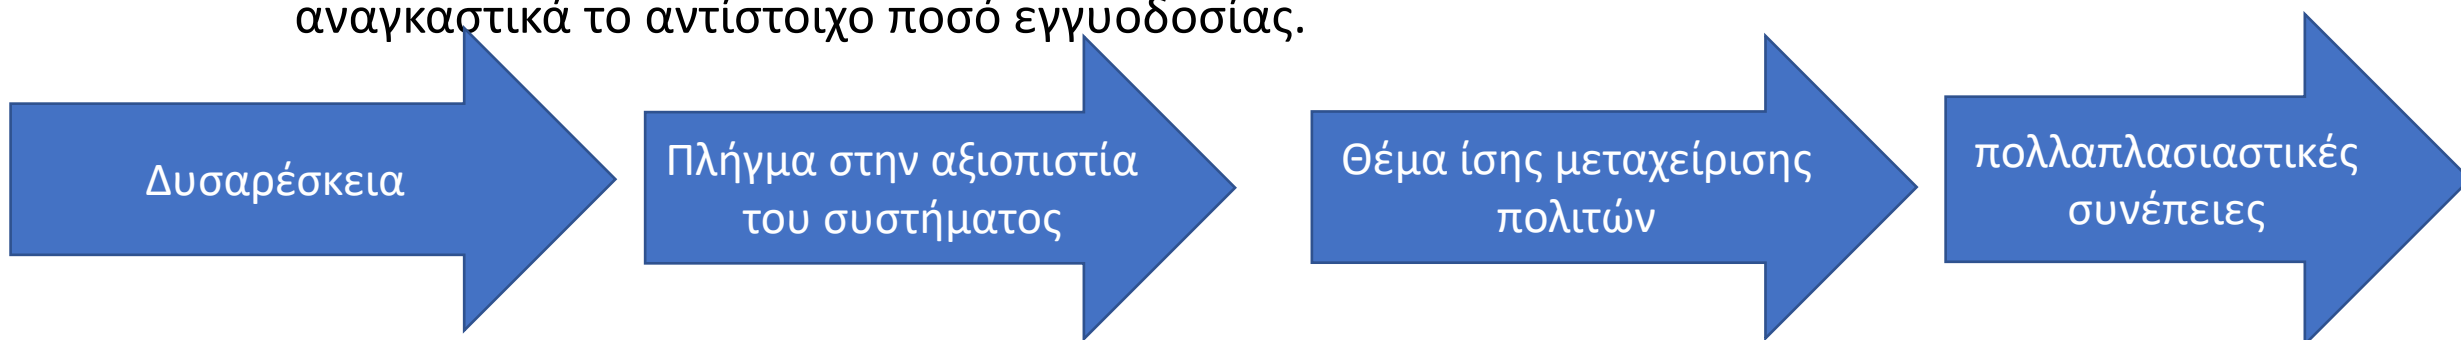 αναγκαστικά το αντίστοιχο ποσό εγγυοδοσίας.
Δυσαρέσκεια
Πλήγμα στην αξιοπιστία
του συστήματος
Θέμα ίσης μεταχείρισης
πολιτών
πολλαπλασιαστικές
συνέπειες